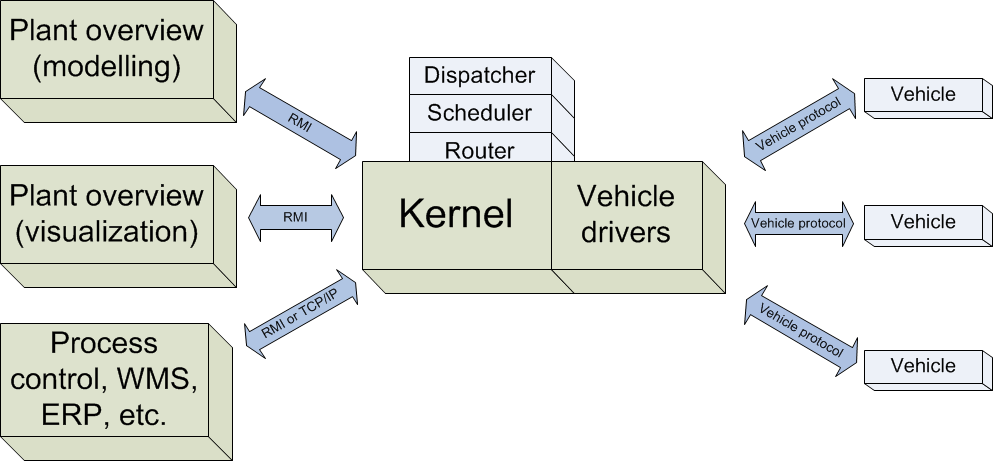 Plant overview
(modelling)
RMI
Plant overview
(visualization)
RMI
Process
control, WMS,
ERP, etc.
RMI or TCP/IP
Dispatcher
Scheduler
Router
Kernel
Vehicle
drivers
Vehicle protocol
Vehicle
Vehicle protocol
Vehicle
Vehicle protocol
Vehicle